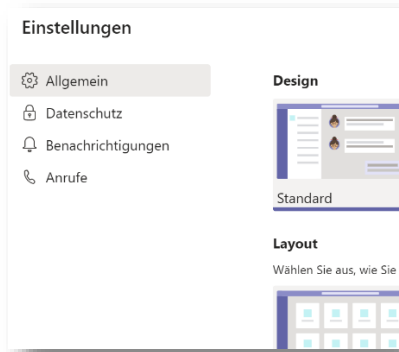 Einstellungen
Allgemein
Datenschutz
Benachrichtigungen
Anrufe
Design
Standard
Layout
Wählen Sie aus, wie Sie